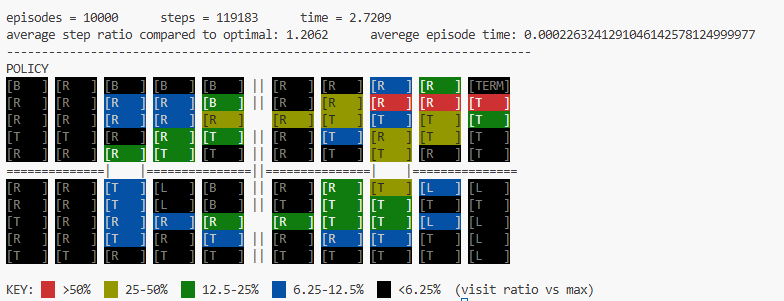 episodes = 10000 steps = 119183 time = 2.7209
average step ratio compared to optimal: 1.2062 averege episode time: 0.00022632412910461425781249999977
--------------------------------------------------------------------------------
POLICY
[B ] [R ] [B ] [B ] [B ] || [R ] [R ] [R ] [R ] [TERM]
[R ] [R ] [R ] [R ] [B ] || [R ] [R ] [R ] [R ] [T ]
[R ] [R ] [R ] [R ] [R ] [R ] [T ] [T ] [T ] [T ]
[T ] [T ] [R ] [R ] [T ] || [R ] [T ] [R ] [T ] [T ]
[R ] [R ] [R ] [T ] [T ] || [R ] [T ] [T ] [R ] [T ]
==============| |===============||===============| |===============
[R ] [R ] [T ] [L ] [B ] || [R ] [R ] [T ] [L ] [L ]
[R ] [R ] [T ] [L ] [B ] || [T ] [T ] [T ] [T ] [L ]
[R ] [R ] [R ] [R ] [R ] [R ] [T ] [T ] [L ] [L ]
[R ] [R ] [T ] [R ] [T ] || [R ] [R ] [T ] [T ] [L ]
[T ] [T ] [T ] [T ] [T ] || [T ] [T ] [T ] [T ] [T ]
KEY: >50% 25-50% 12.5-25% 6.25-12.5% <6.25% (visit ratio vs max)